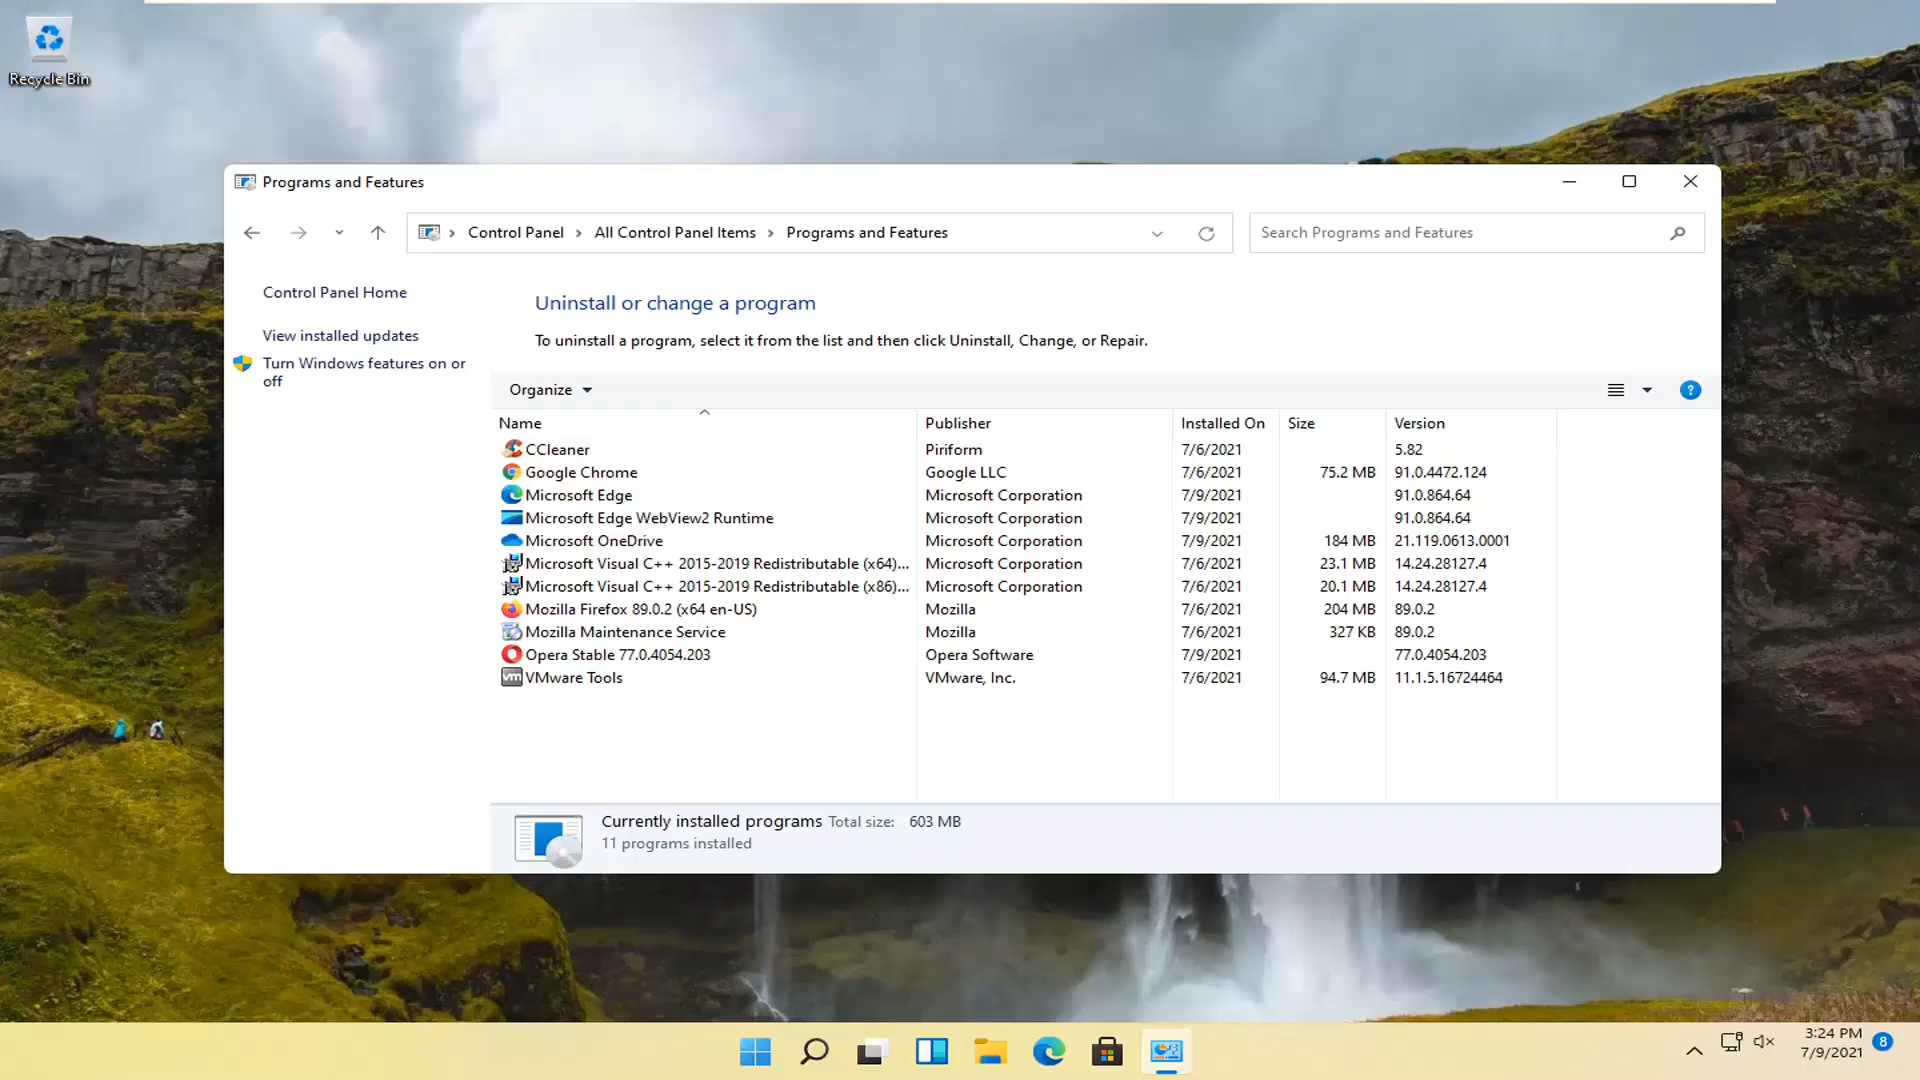 Recycle Bin
Programs and Features
Control Panel
All Control Panel Items
Programs and Features
Search Programs and Features
Control Panel Home
View installed updates
Turn Windows features on or
off
Uninstall or change a program
To uninstall a program, select it from the list and then click Uninstall, Change, or Repair.
Organize
?
Name Publisher Installed On Size Version
CCleaner Piriform 7/6/2021 5.82
Google Chrome Google LLC 7/6/2021 75.2 MB 91.0.4472.124
Microsoft Edge Microsoft Corporation 7/9/2021 91.0.864.64
Microsoft Edge WebView2 Runtime Microsoft Corporation 7/9/2021 91.0.864.64
Microsoft OneDrive Microsoft Corporation 7/9/2021 184 MB 21.119.0613.0001
Microsoft Visual C++ 2015-2019 Redistributable (x64)... Microsoft Corporation 7/6/2021 23.1 MB 14.24.28127.4
Microsoft Visual C++ 2015-2019 Redistributable (x86)... Microsoft Corporation 7/6/2021 20.1 MB 14.24.28127.4
Mozilla Firefox 89.0.2 (x64 en-US) Mozilla 7/6/2021 204 MB 89.0.2
Mozilla Maintenance Service Mozilla 7/6/2021 327 KB 89.0.2
Opera Stable 77.0.4054.203 Opera Software 7/9/2021 77.0.4054.203
vm VMware Tools VMware, Inc. 7/6/2021 94.7 MB 11.1.5.16724464
Currently installed programs Total size: 603 MB
11 programs installed
3:24 PM
7/9/2021
8